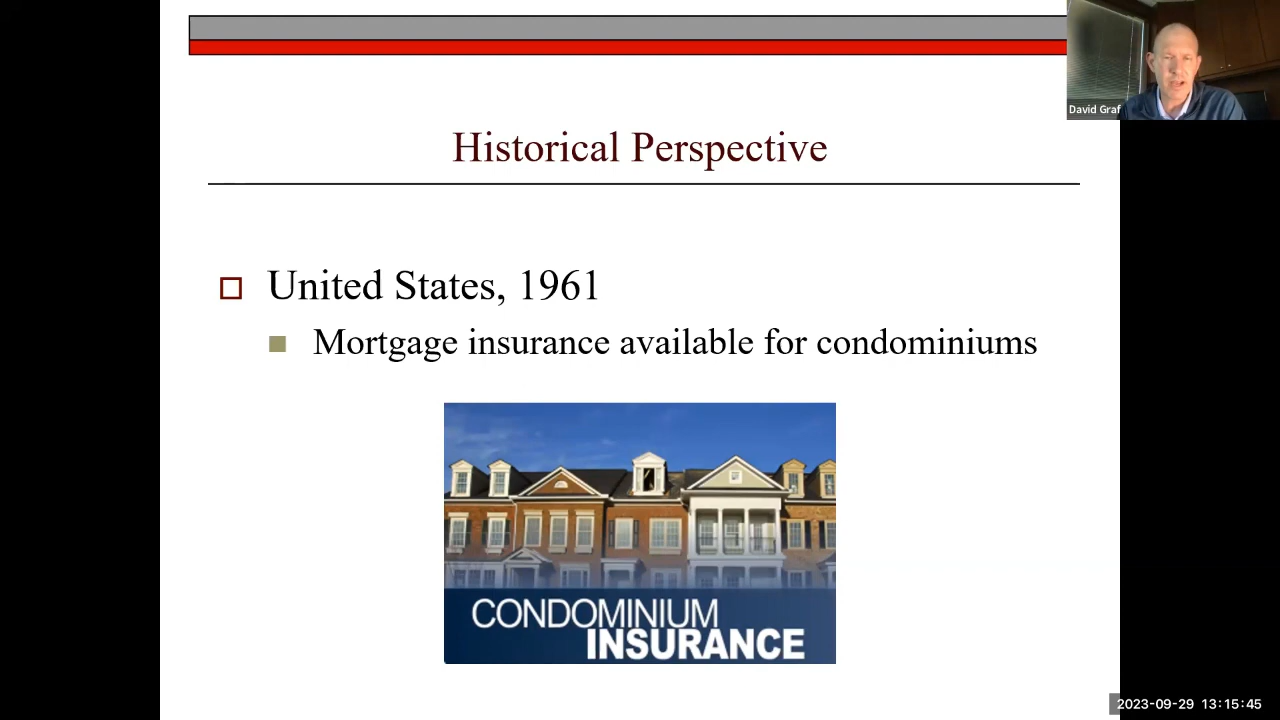 David Graf
Historical Perspective
United States, 1961
Mortgage insurance available for condominiums
CONDOMINIUM
INSURANCE
2023-09-29 13:15:45